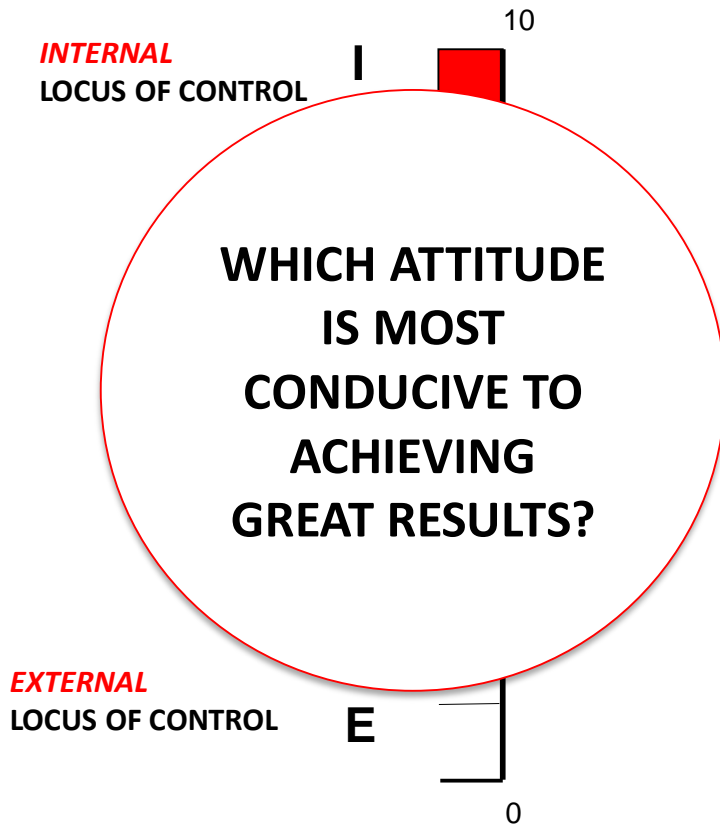 10
INTERNAL
LOCUS OF CONTROL
I
WHICH ATTITUDE
IS MOST
CONDUCIVE TO
ACHIEVING
GREAT RESULTS?
EXTERNAL
LOCUS OF CONTROL
E
0